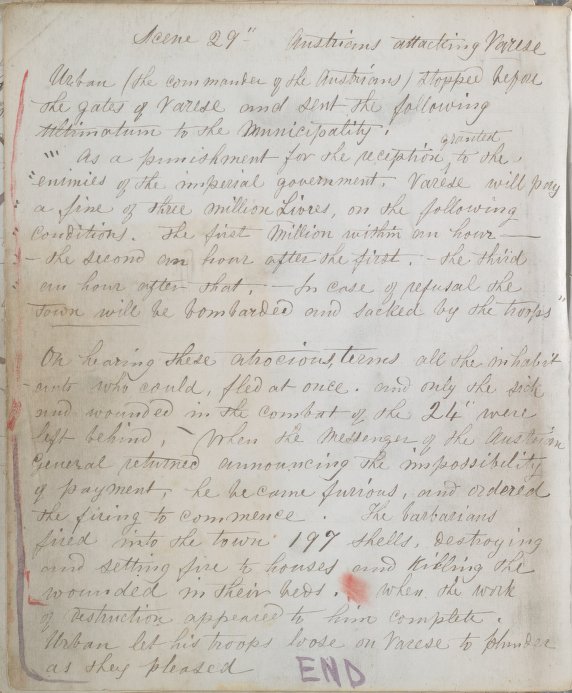 Scene 29" Austrians attacking Varese
Urban (the commander of the Austrians) stopped before
the gates of Varese and sent the following
Ultimatum to the Municipality.
granted
"' As a punishment for the reception, to the
"enimies of the imperial government, Varese will pay
a fine of three million Livres, on the following
conditions. The first Million within an hour —
- the second an hour after the first. - the third
an hour after that, - In case of refusal the
town will be bombarded and sacked by the troops"
On hearing these atrocious, terms all the inhabit
-ants who could, fled at once. and only the sick
and wounded in the combat of the 24" were
left behind, - When the Messenger of the Austrian
General returned announcing the impossibility
of payment, he became furious, and ordered
the firing to commence. The barbarians
fired into the town 197 shells, destroying
and setting fire to houses and killing the
wounded in their beds. When the work
of destruction appeared to him complete.
Urban let his troops loose on Varese to plunder
as they pleased END